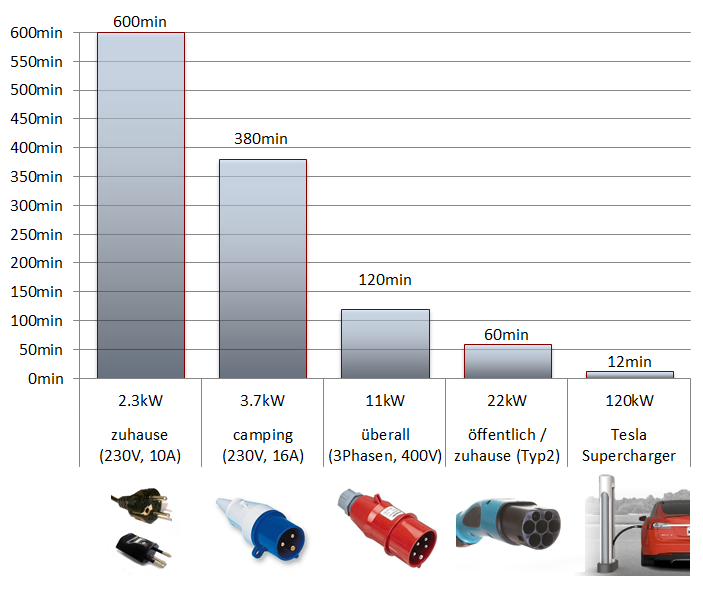 600min
600min
550min
500min
450min
400min
380min
350min
300min
250min
200min
150min
120min
100min
60min
50min
12min
0min
2.3kW 3.7kW 11kW 22kW 120kW
zuhause camping überall öffentlich / Tesla
(230V, 10A) (230V, 16A) (3Phasen, 400V) zuhause (Typ2) Supercharger